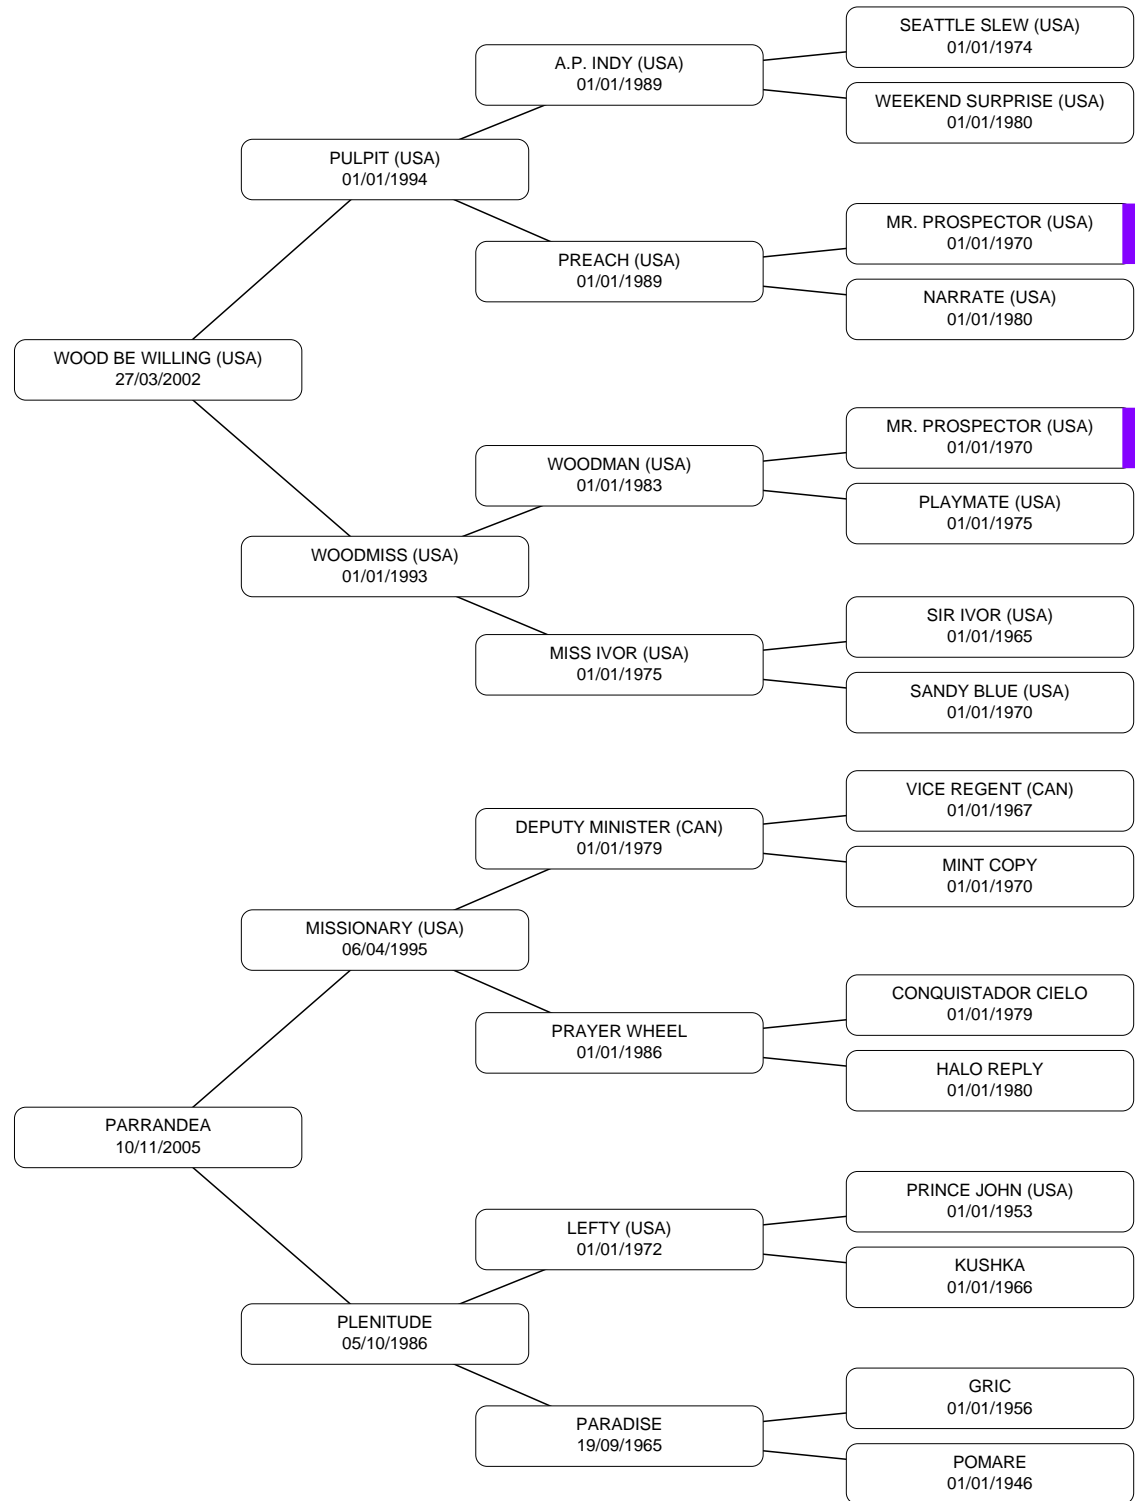 SEATTLE SLEW (USA)
01/01/1974
A.P. INDY (USA)
01/01/1989
WEEKEND SURPRISE (USA)
01/01/1980
PULPIT (USA)
01/01/1994
MR. PROSPECTOR (USA)
01/01/1970
PREACH (USA)
01/01/1989
NARRATE (USA)
01/01/1980
WOOD BE WILLING (USA)
27/03/2002
MR. PROSPECTOR (USA)
01/01/1970
WOODMAN (USA)
01/01/1983
PLAYMATE (USA)
01/01/1975
WOODMISS (USA)
01/01/1993
SIR IVOR (USA)
01/01/1965
MISS IVOR (USA)
01/01/1975
SANDY BLUE (USA)
01/01/1970
VICE REGENT (CAN)
01/01/1967
DEPUTY MINISTER (CAN)
01/01/1979
MINT COPY
01/01/1970
MISSIONARY (USA)
06/04/1995
CONQUISTADOR CIELO
01/01/1979
PRAYER WHEEL
01/01/1986
HALO REPLY
01/01/1980
PARRANDEA
10/11/2005
PRINCE JOHN (USA)
01/01/1953
LEFTY (USA)
01/01/1972
KUSHKA
01/01/1966
PLENITUDE
05/10/1986
GRIC
01/01/1956
PARADISE
19/09/1965
POMARE
01/01/1946